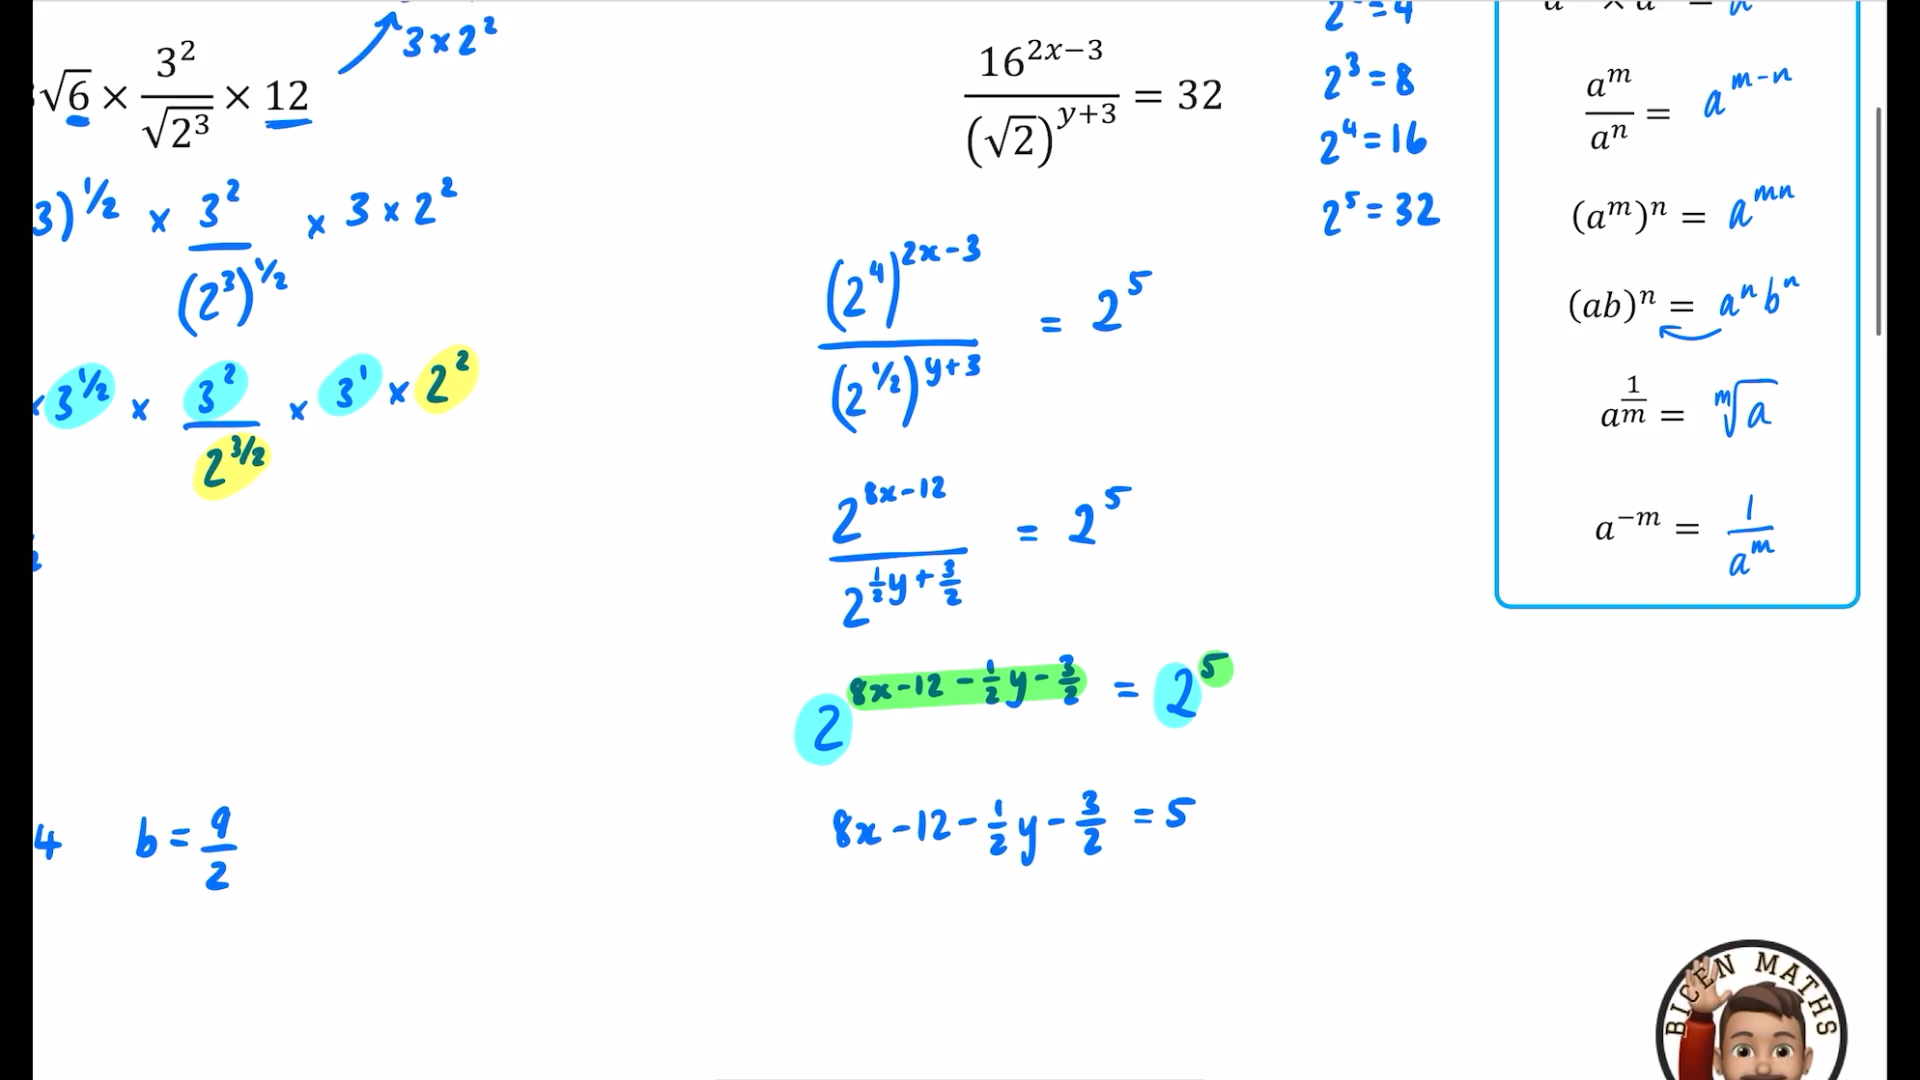 3 × 2²
√6 × 3²/√2³ × 12
3)^1/2 × 3²/(2³)^1/2 × 3 × 2²
× 3^1/2 × 3²/2^3/2 × 3¹ × 2²
4 b = 9/2
16^(2x−3)/(√2)^(y+3) = 32
(2⁴)^(2x−3)/(2^1/2)^(y+3) = 2⁵
2^(8x−12)/2^(½y+3/2) = 2⁵
2^(8x−12−½y−3/2) = 2⁵
8x −12 − ½y − 3/2 = 5
2³ = 8
2⁴ = 16
2⁵ = 32
a^m/a^n = a^(m−n)
(a^m)^n = a^(mn)
(ab)^n = a^n b^n
a^(1/m) = ᵐ√a
a^(−m) = 1/a^m
BICEN MATHS